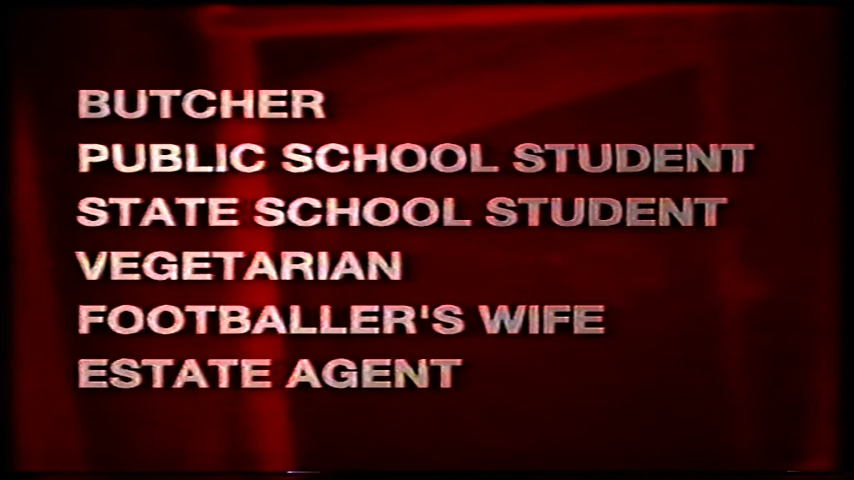 BUTCHER
PUBLIC SCHOOL STUDENT
STATE SCHOOL STUDENT
VEGETARIAN
FOOTBALLER'S WIFE
ESTATE AGENT